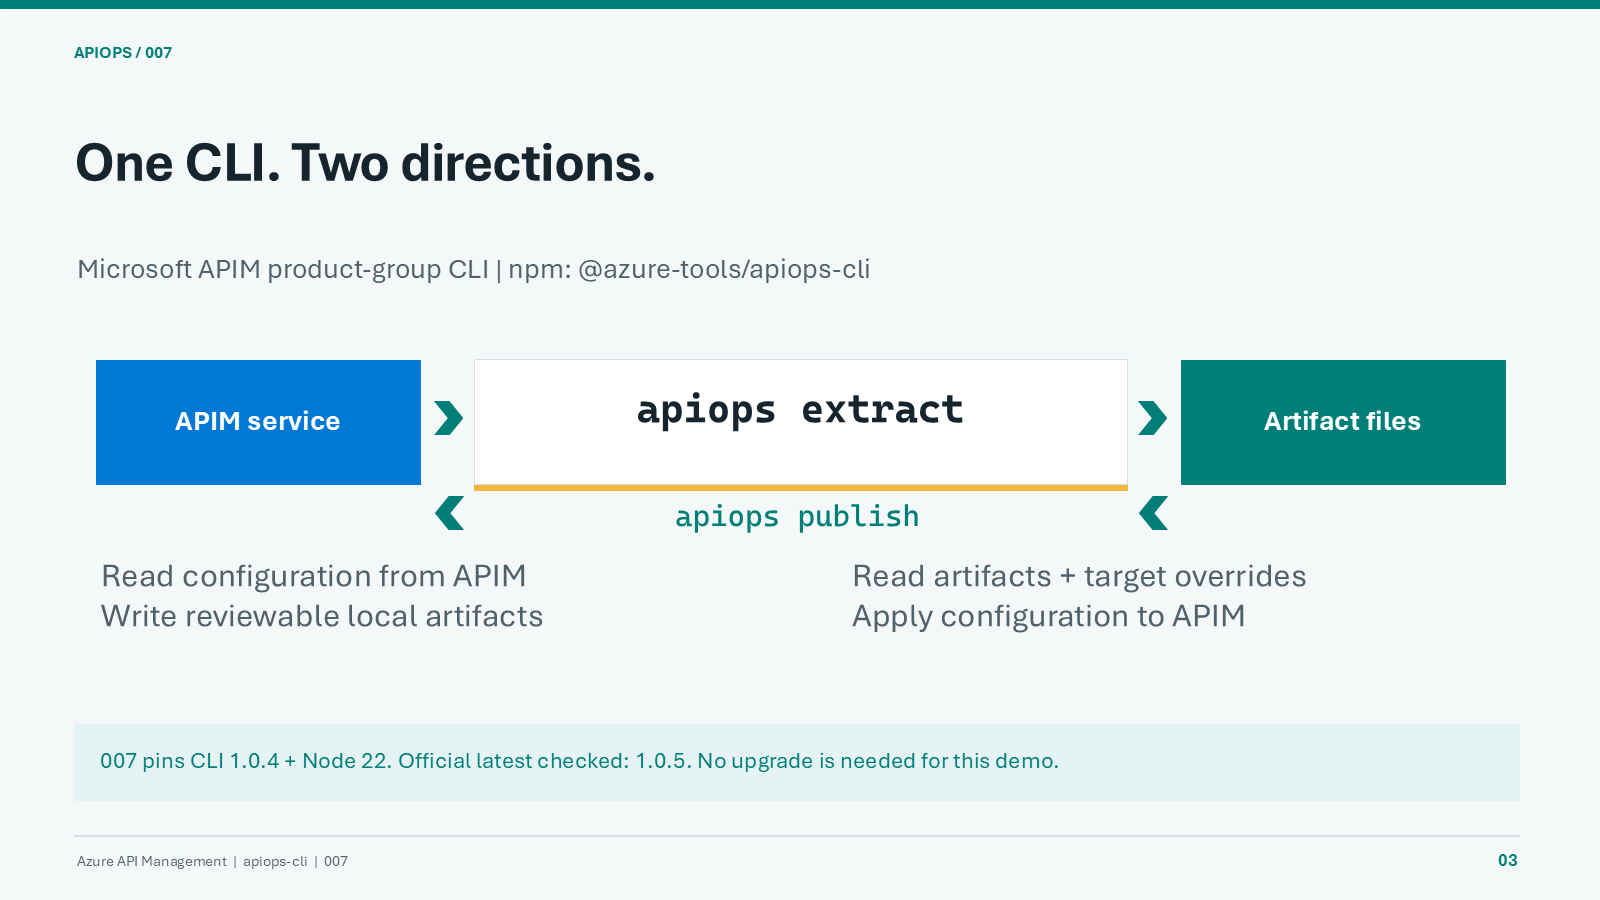 APIOPS / 007
One CLI. Two directions.
Microsoft APIM product-group CLI | npm: @azure-tools/apiops-cli
APIM service
apiops extract
Artifact files
apiops publish
Read configuration from APIM
Write reviewable local artifacts
Read artifacts + target overrides
Apply configuration to APIM
007 pins CLI 1.0.4 + Node 22. Official latest checked: 1.0.5. No upgrade is needed for this demo.
Azure API Management | apiops-cli | 007
03